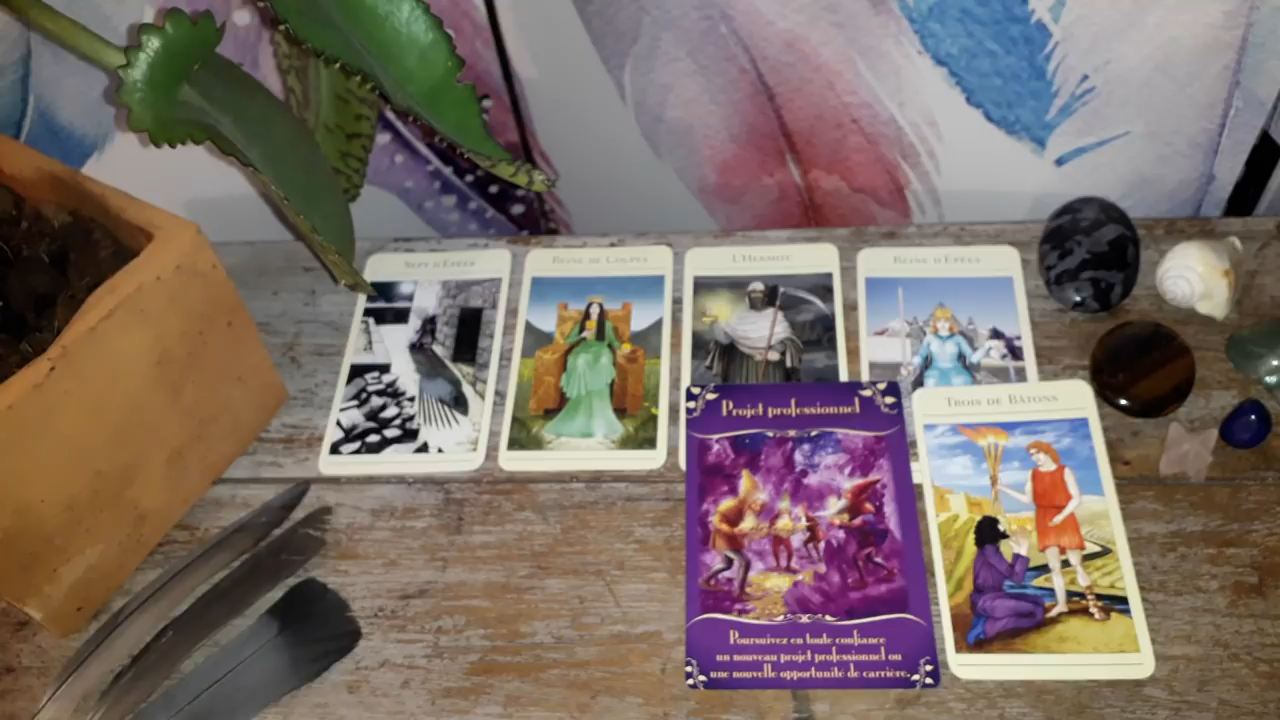 Sept d'Épées
Reine de Coupes
L'Hermite
Reine d'Épées
Projet professionnel
Poursuivez en toute confiance
un nouveau projet professionnel ou
une nouvelle opportunité de carrière.
Trois de Bâtons